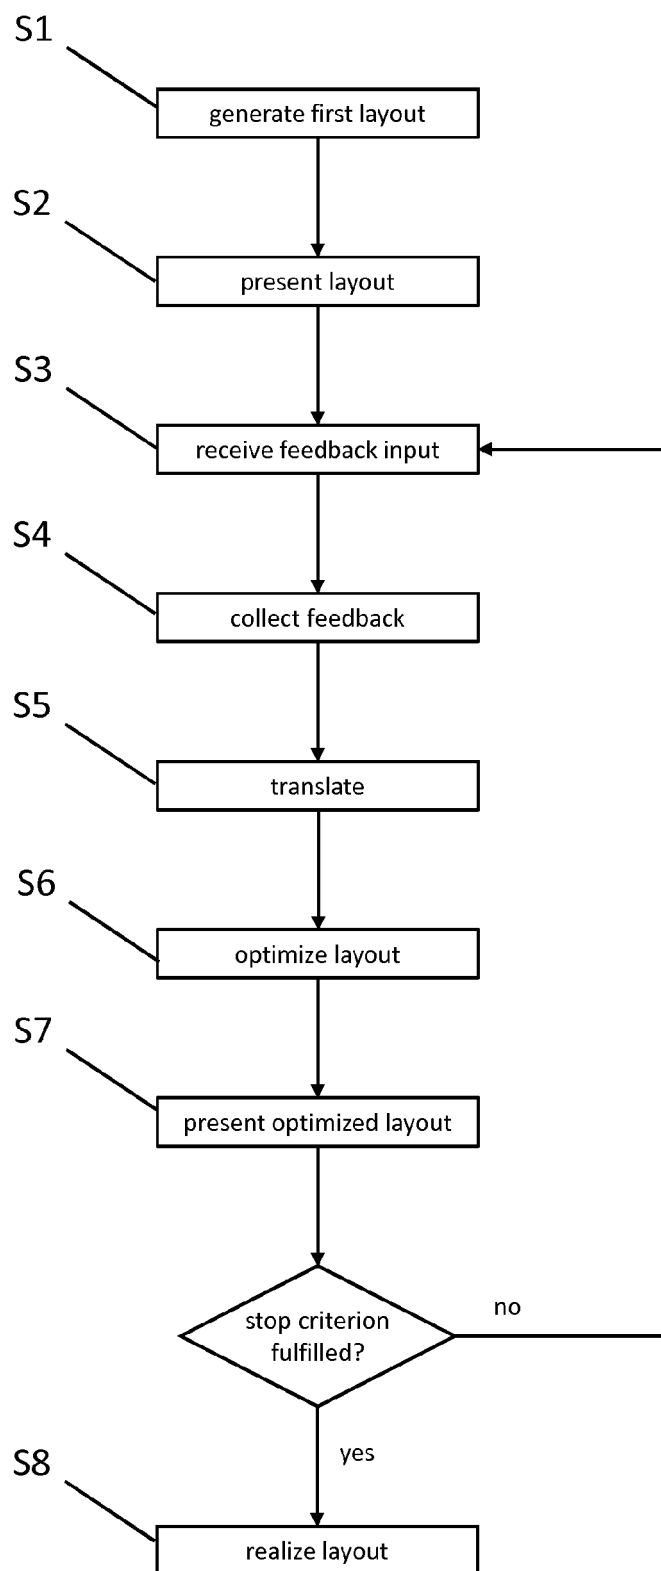 S1
generate first layout
S2
present layout
S3
receive feedback input
S4
collect feedback
S5
translate
S6
optimize layout
S7
present optimized layout
stop criterion
fulfilled?
no
yes
S8
realize layout